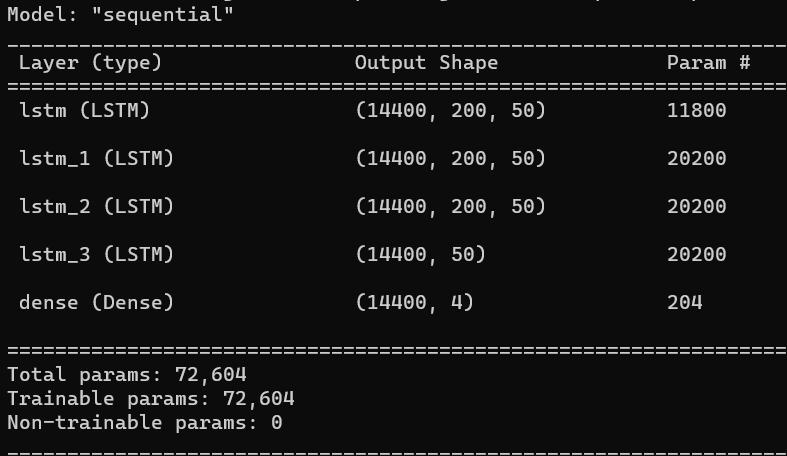 Model: "sequential"
_________________________________________________________________
Layer (type)                Output Shape              Param #
=================================================================
lstm (LSTM)                 (14400, 200, 50)          11800
lstm_1 (LSTM)               (14400, 200, 50)          20200
lstm_2 (LSTM)               (14400, 200, 50)          20200
lstm_3 (LSTM)               (14400, 50)               20200
dense (Dense)               (14400, 4)                204
=================================================================
Total params: 72,604
Trainable params: 72,604
Non-trainable params: 0
_________________________________________________________________